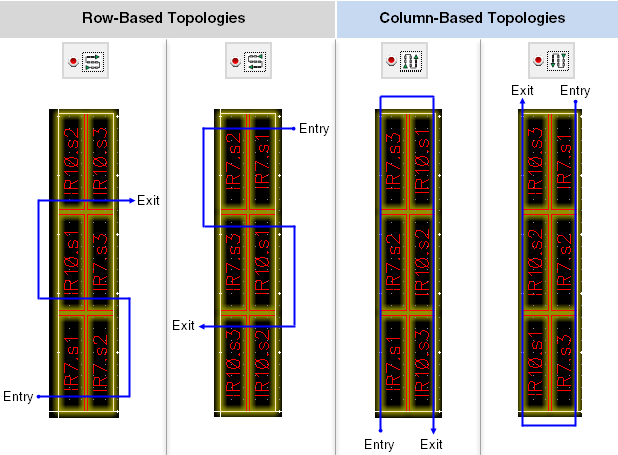 Row-Based Topologies
Column-Based Topologies
IR10.s2
IR10.s3
IR10.s1
IR7.s3
IR7.s1
IR7.s2
Exit
Entry
IR7.s2
IR7.s1
IR7.s3
IR10.s1
IR10.s3
IR10.s2
Entry
Exit
IR7.s3
IR10.s1
IR7.s2
IR10.s2
IR7.s1
IR10.s3
Entry
Exit
Exit
Entry
IR10.s3
IR7.s1
IR10.s2
IR7.s2
IR10.s1
IR7.s3